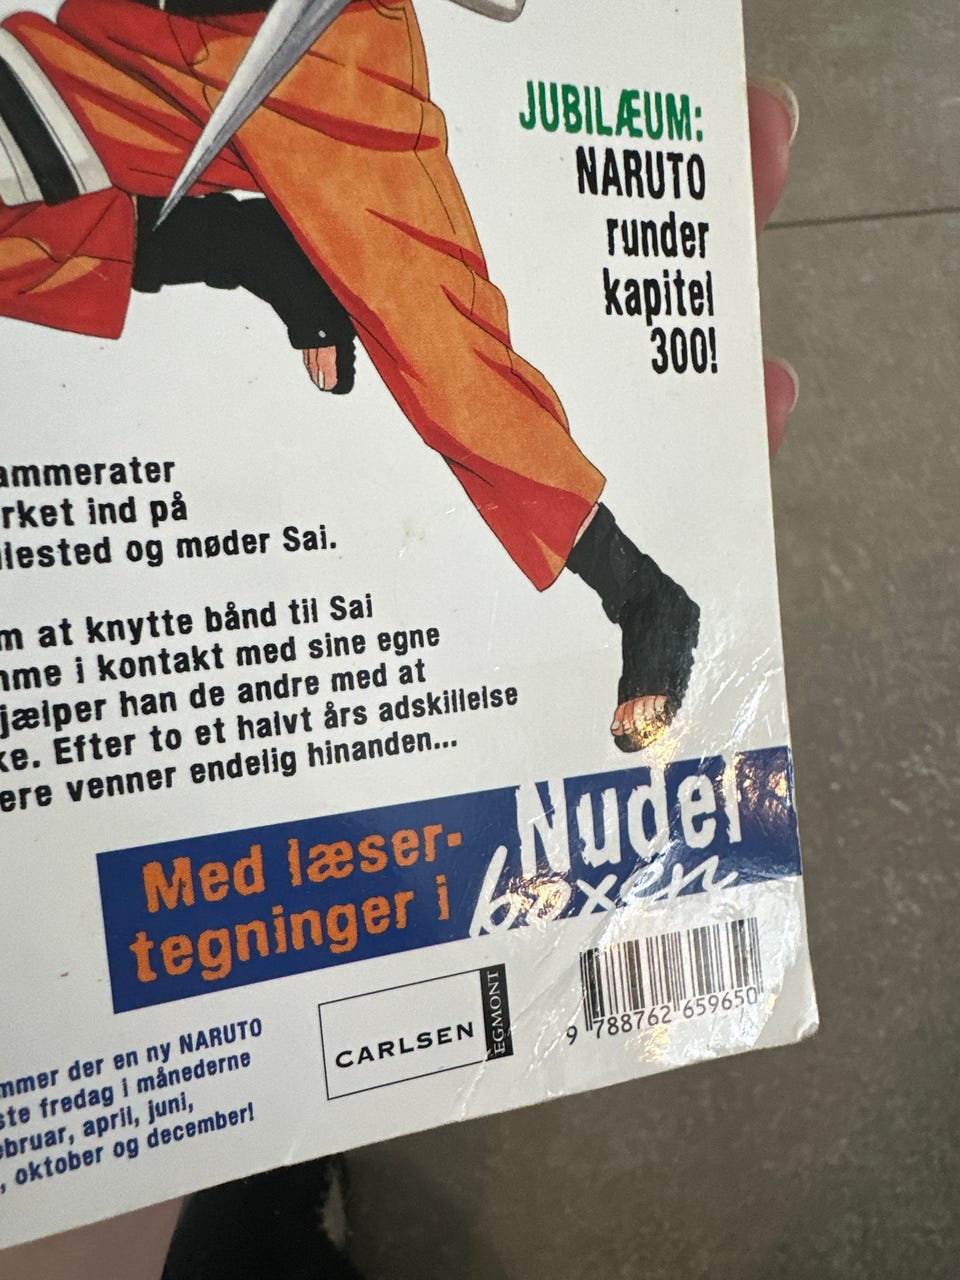 JUBILÆUM:
NARUTO
runder
kapitel
300!
ammerater
rket ind på
lested og møder Sai.
m at knytte bånd til Sai
mme i kontakt med sine egne
jælper han de andre med at
ke. Efter to et halvt års adskillelse
ere venner endelig hinanden...
Med læser-
tegninger i
Nudel
boxen
CARLSEN
EGMONT
9 788762 659650
mmer der en ny NARUTO
ste fredag i månederne
ebruar, april, juni,
, oktober og december!